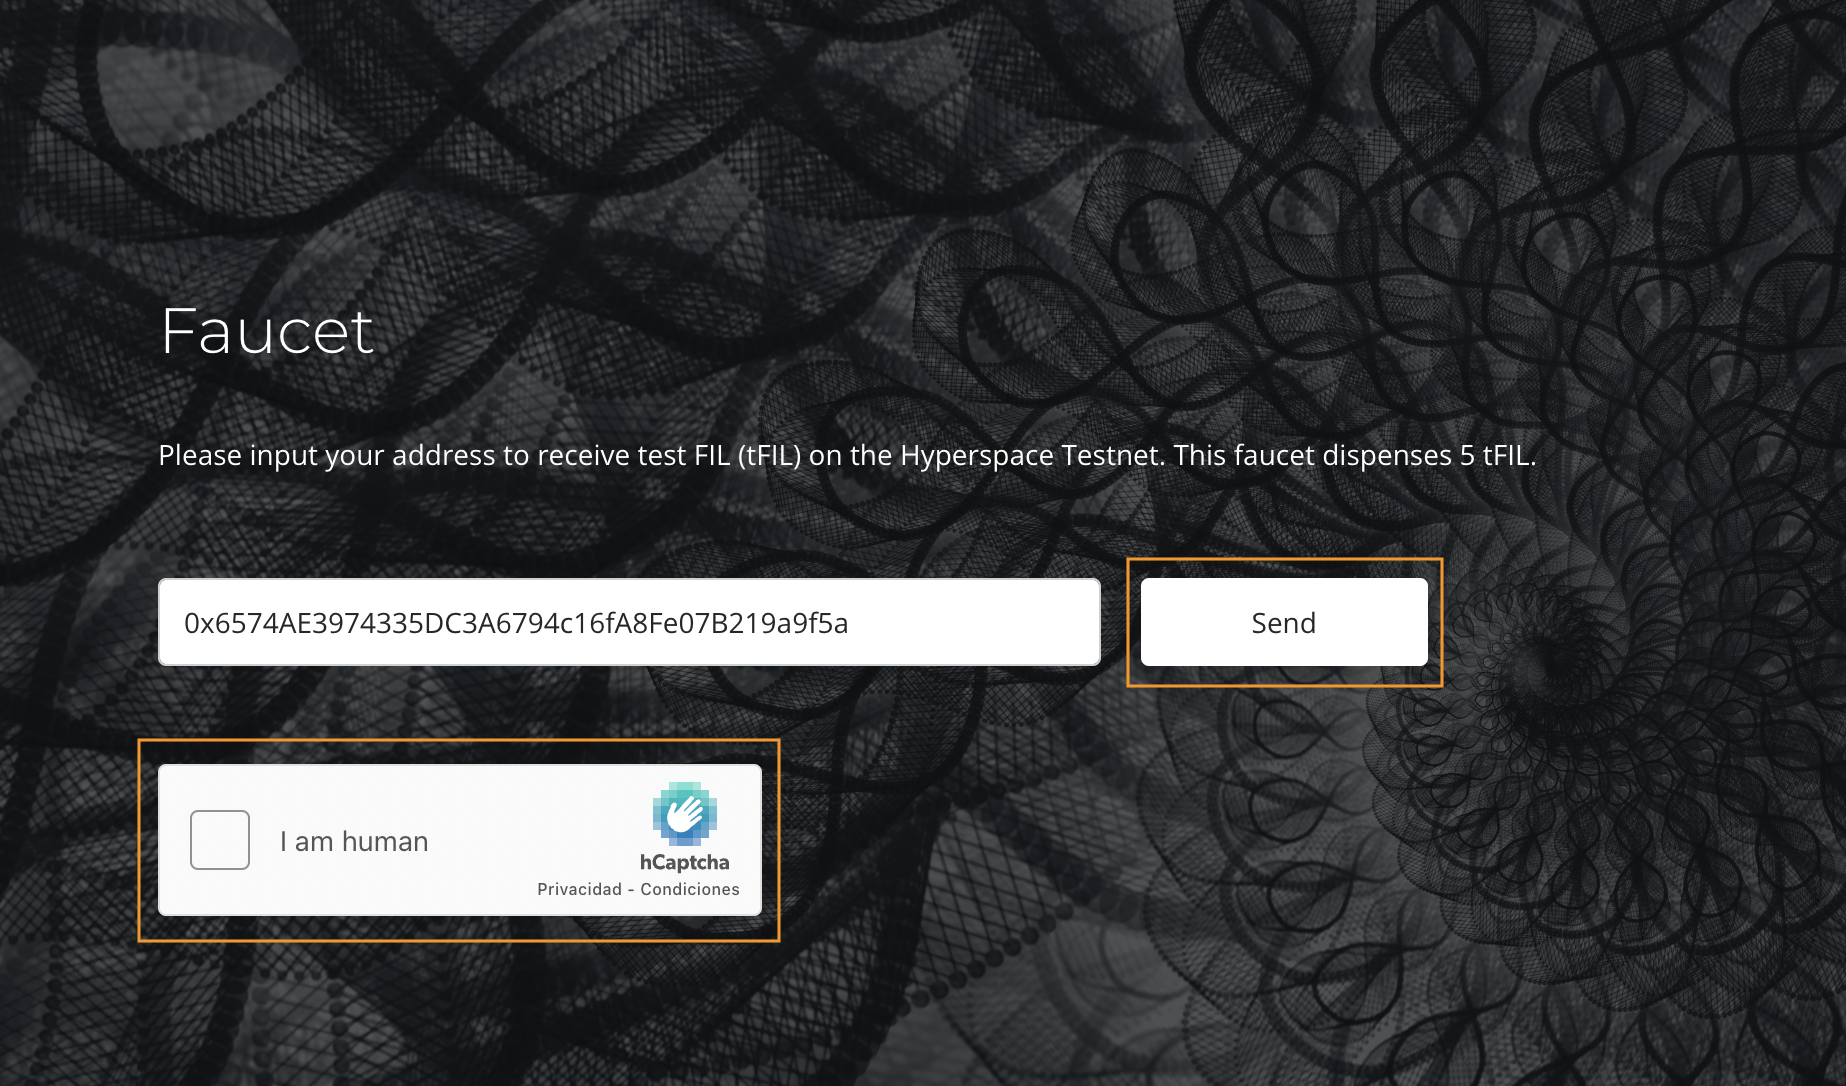 Faucet
Please input your address to receive test FIL (tFIL) on the Hyperspace Testnet. This faucet dispenses 5 tFIL.
0x6574AE3974335DC3A6794c16fA8Fe07B219a9f5a
Send
I am human
hCaptcha
Privacidad - Condiciones